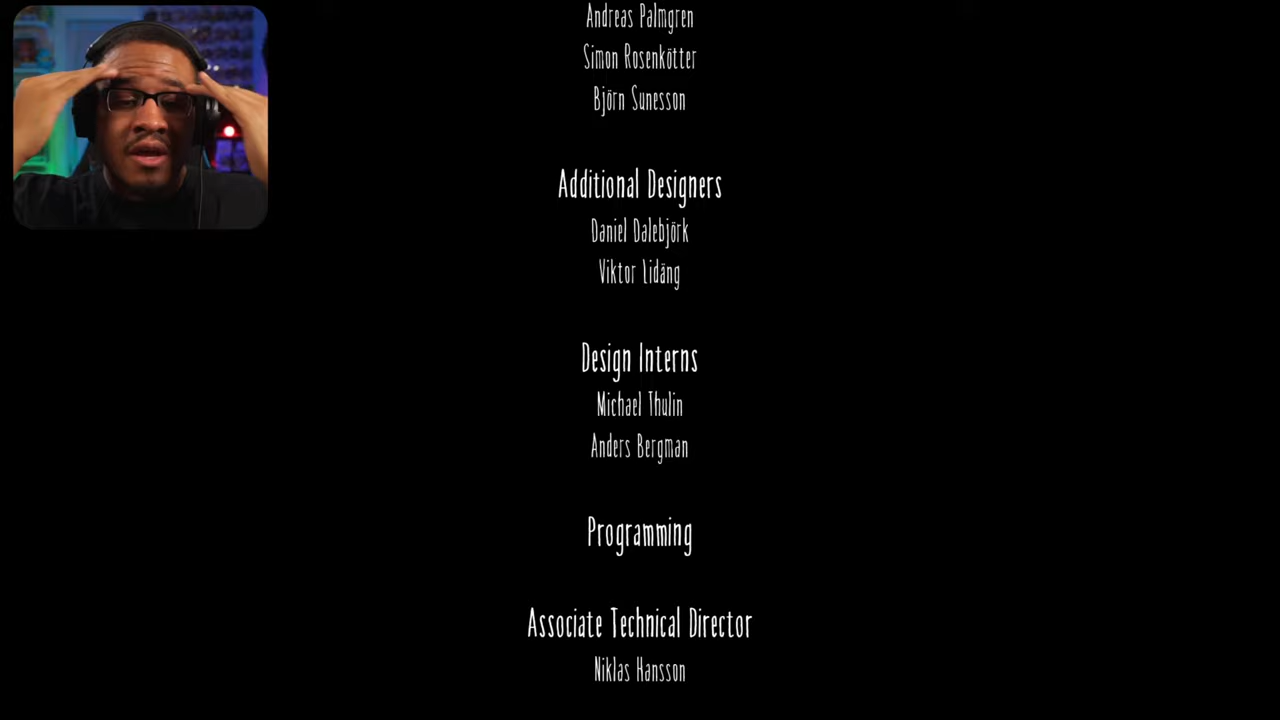 Andreas Palmgren
Simon Rosenkötter
Björn Sunesson
Additional Designers
Daniel Dalebjörk
Viktor Lidäng
Design Interns
Michael Thulin
Anders Bergman
Programming
Associate Technical Director
Niklas Hansson